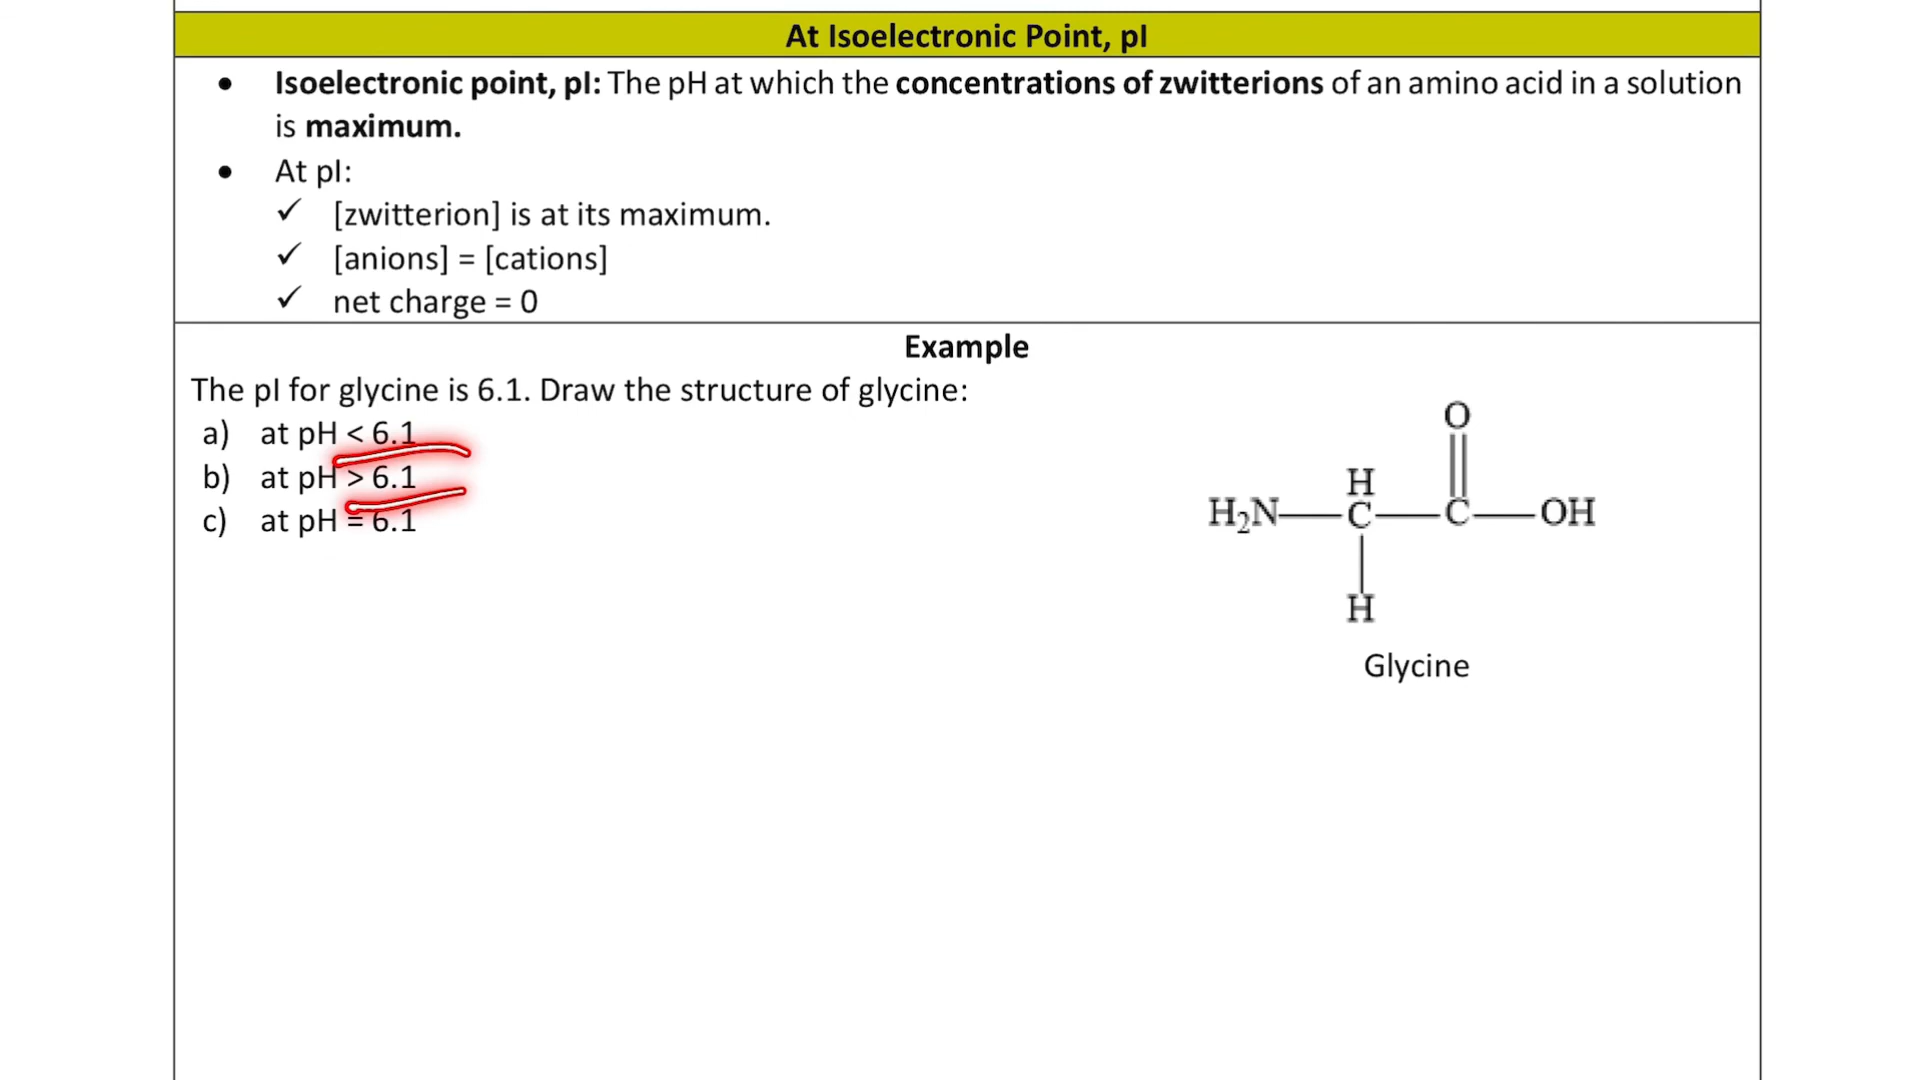 At Isoelectronic Point, pI
• Isoelectronic point, pI: The pH at which the concentrations of zwitterions of an amino acid in a solution
is maximum.
• At pI:
✓ [zwitterion] is at its maximum.
✓ [anions] = [cations]
✓ net charge = 0
Example
The pI for glycine is 6.1. Draw the structure of glycine:
a) at pH < 6.1
b) at pH > 6.1
c) at pH = 6.1
O
H
H₂N C C OH
H
Glycine